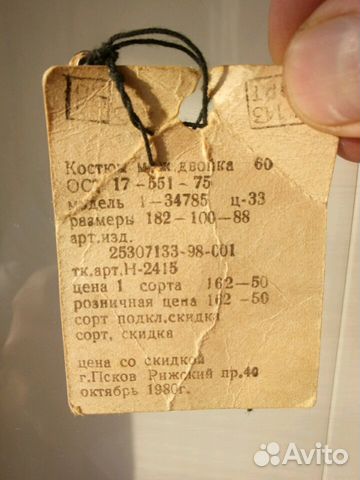 Костюм муж.двойка 60
ОСТ 17-551-75
модель 1-34785 ц-33
размеры 182-100-88
арт.изд.
25307133-98-001
тк.арт.Н-2415
цена 1 сорта 162-50
розничная цена 162-50
сорт подкл.скидка
сорт, скидка
цена со скидкой
г.Псков Рижский пр.40
октябрь 1980г.
Avito